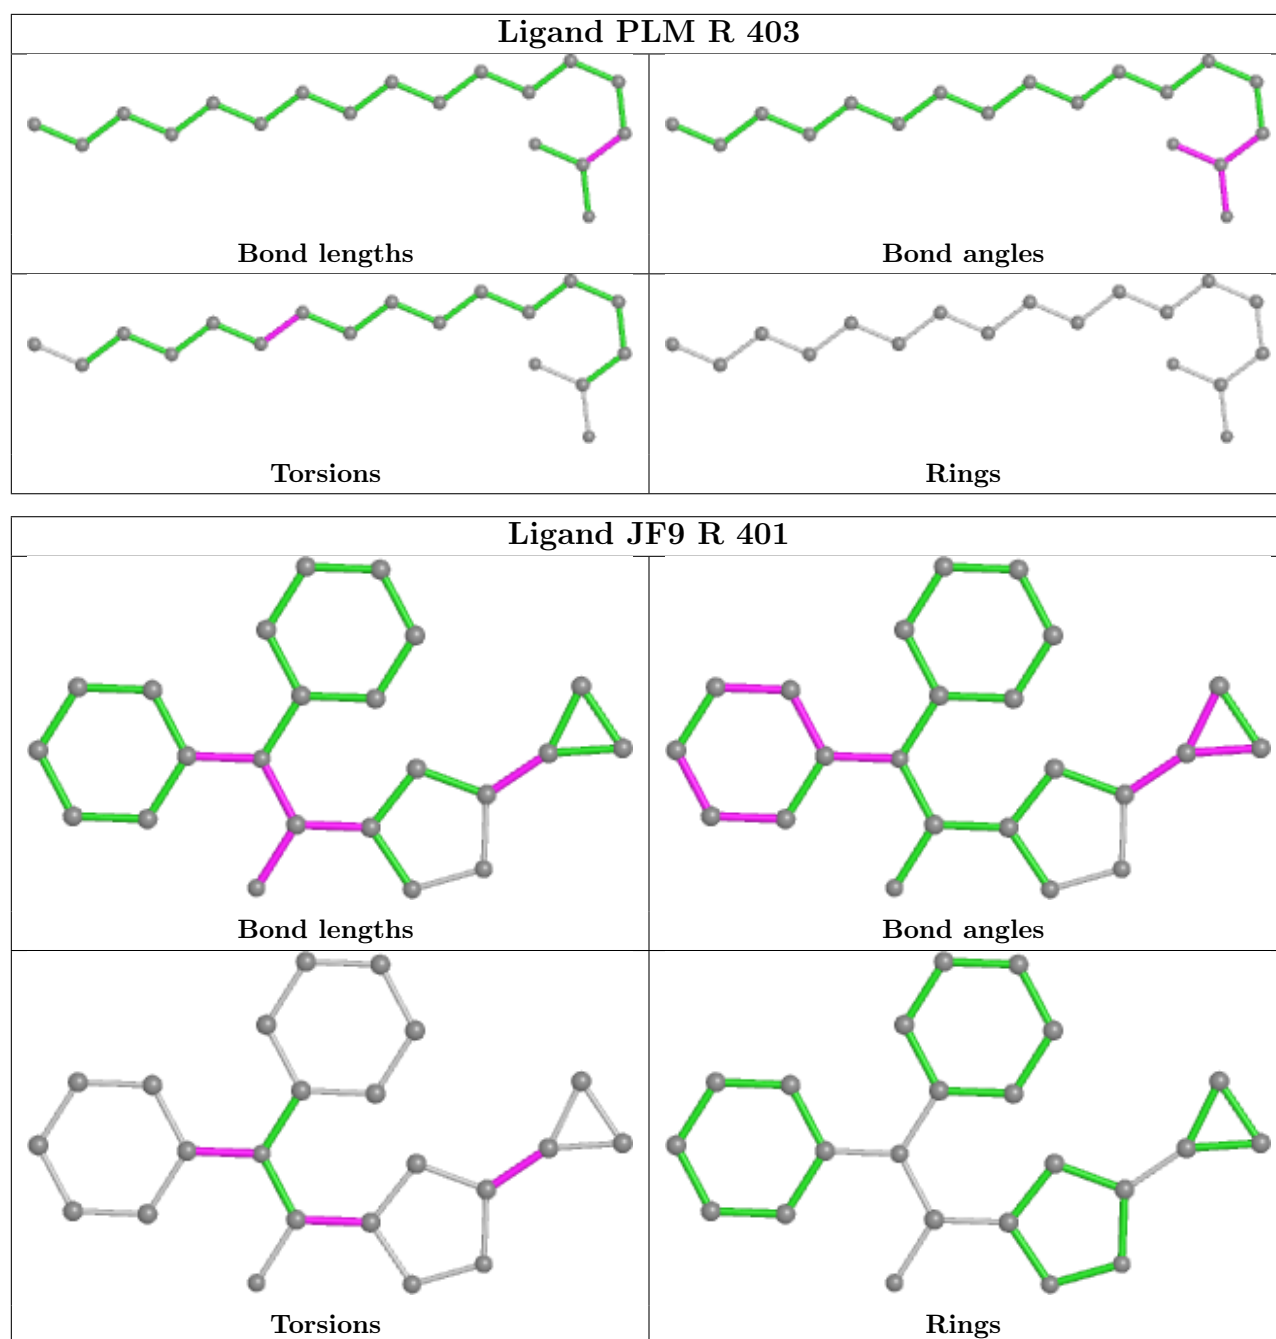 Ligand PLM R 403
Bond lengths
Bond angles
Torsions
Rings
Ligand JF9 R 401
Bond lengths
Bond angles
Torsions
Rings